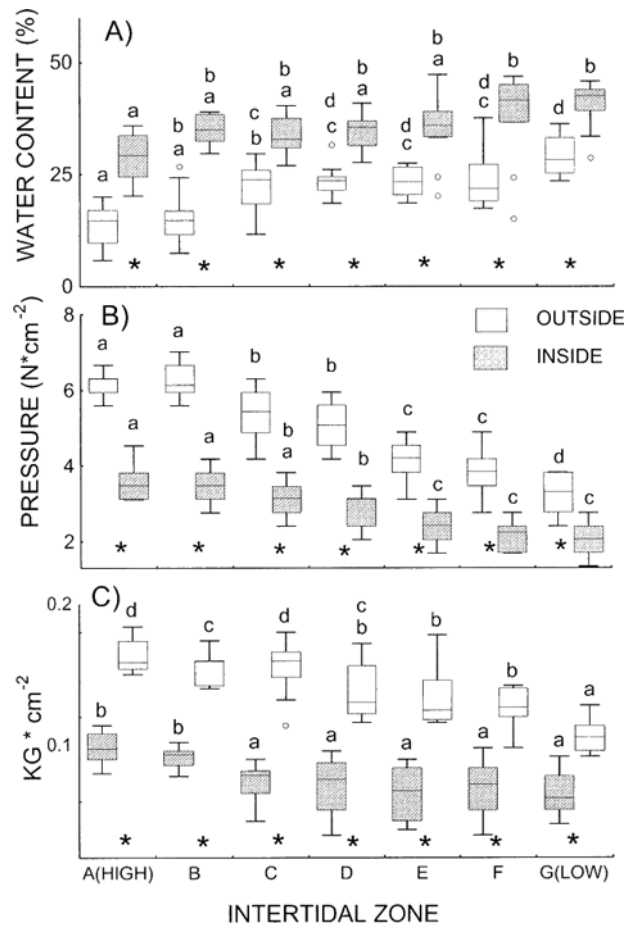 A)
WATER CONTENT (%)
50
25
0
a b b b b b b
a a a a
b c d d d d
a a b c c c
* * * * * * *
B)
PRESSURE (N*cm-2)
8
6
4
2
OUTSIDE
INSIDE
a a b b c c d
a a b b c c c
a
* * * * * * *
C)
KG * cm-2
0.2
0.1
d c d c b b a
b
b b a a a a a
* * * * * * *
A(HIGH) B C D E F G(LOW)
INTERTIDAL ZONE